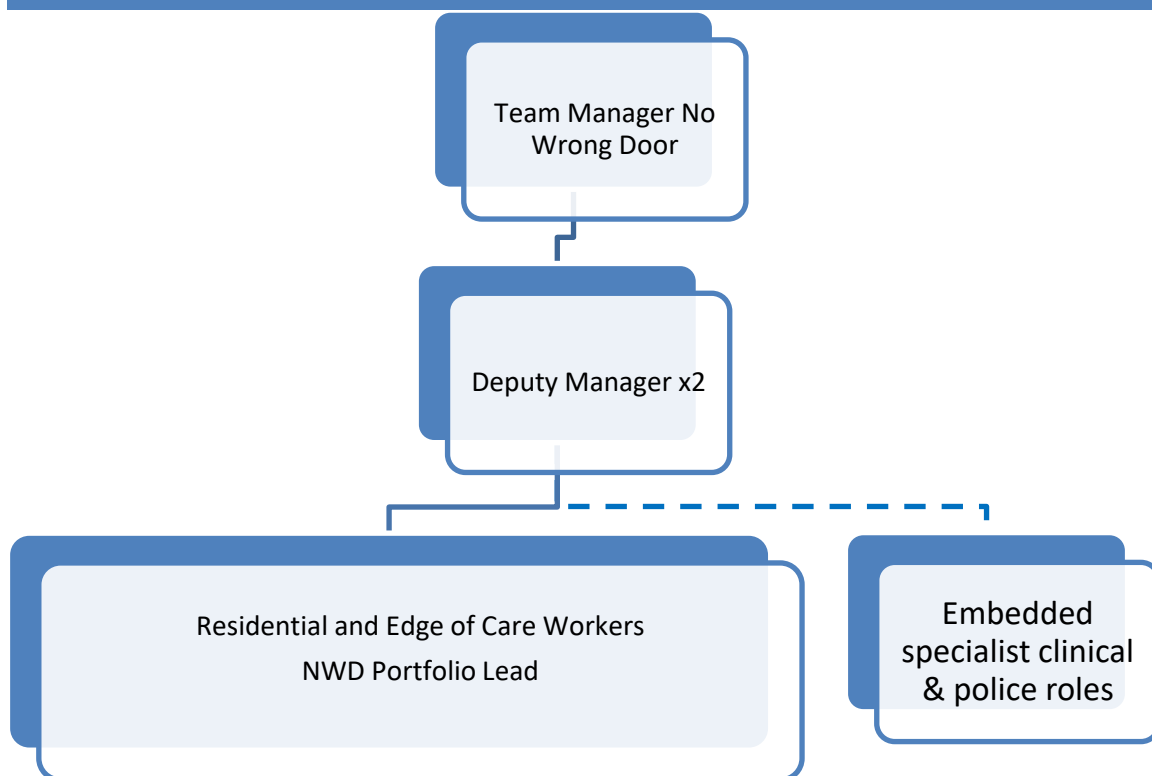 Team Manager No
Wrong Door
Deputy Manager x2
Residential and Edge of Care Workers
NWD Portfolio Lead
Embedded
specialist clinical
& police roles